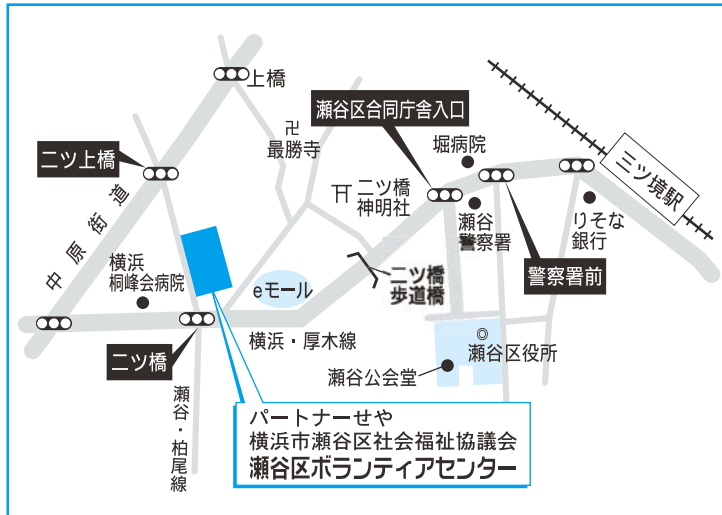 上橋
卍
最勝寺
瀬谷区合同庁舎入口
堀病院
三ツ境駅
二ツ上橋
中原街道
二ツ橋
神明社
瀬谷
警察署
りそな
銀行
警察署前
横浜
桐峰会病院
eモール
二ツ橋
歩道橋
二ツ橋
横浜・厚木線
◎
瀬谷区役所
瀬谷公会堂
瀬谷・柏尾線
パートナーせや
横浜市瀬谷区社会福祉協議会
瀬谷区ボランティアセンター